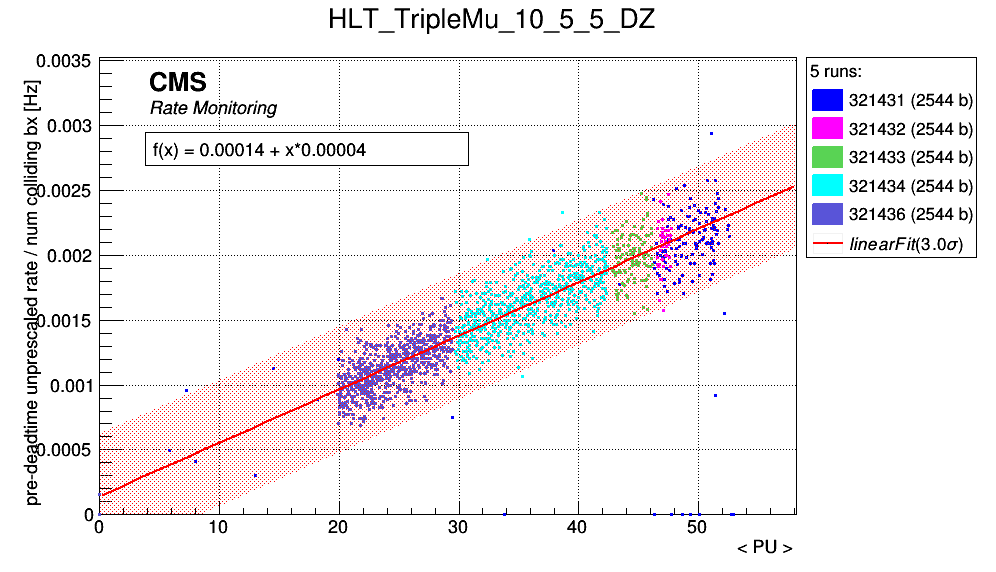 HLT_TripleMu_10_5_5_DZ
CMS
Rate Monitoring
f(x) = 0.00014 + x*0.00004
pre-deadtime unprescaled rate / num colliding bx [Hz]
0.0035
0.003
0.0025
0.002
0.0015
0.001
0.0005
0
0 10 20 30 40 50
< PU >
5 runs:
321431 (2544 b)
321432 (2544 b)
321433 (2544 b)
321434 (2544 b)
321436 (2544 b)
linearFit(3.0σ)